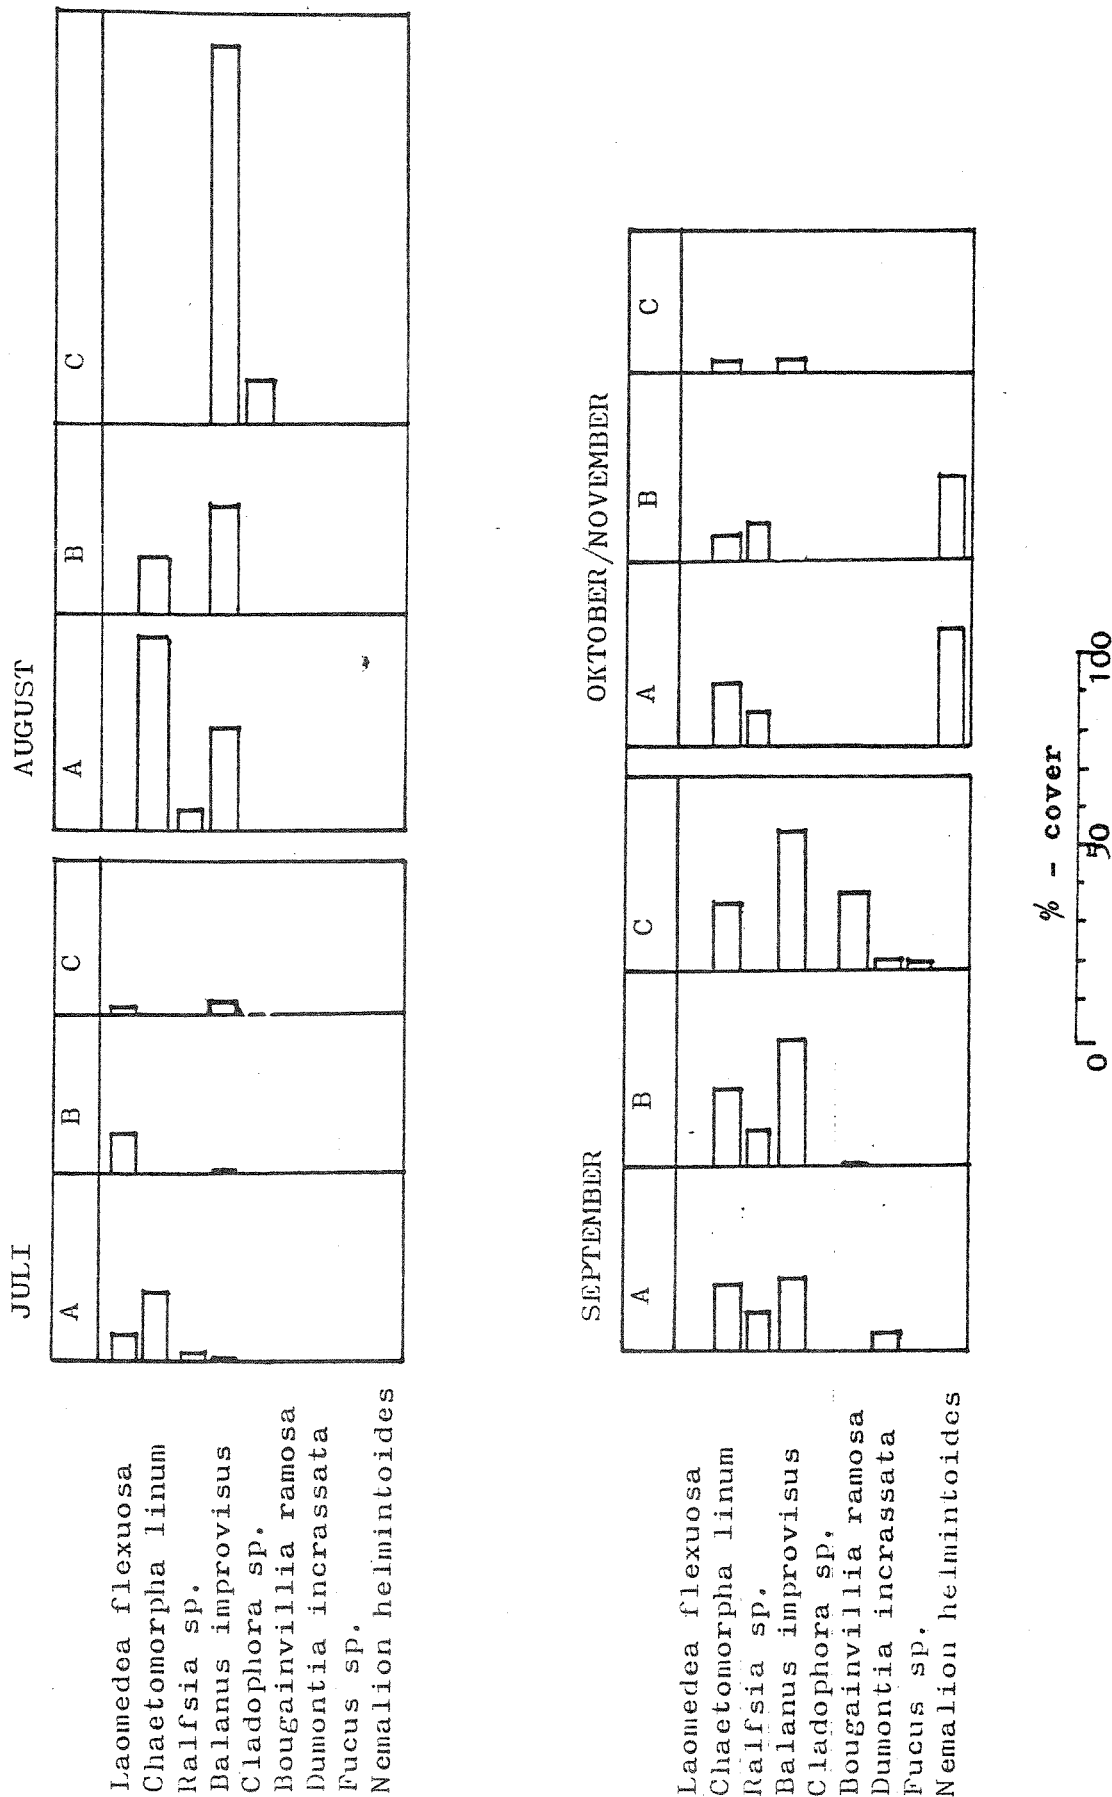 JULI
AUGUST
A
B
C
A
B
C
Laomedea flexuosa
Chaetomorpha linum
Ralfsia sp.
Balanus improvisus
Cladophora sp.
Bougainvillia ramosa
Dumontia incrassata
Fucus sp.
Nemalion helmintoides
SEPTEMBER
OKTOBER/NOVEMBER
A
B
C
A
B
C
Laomedea flexuosa
Chaetomorpha linum
Ralfsia sp.
Balanus improvisus
Cladophora sp.
Bougainvillia ramosa
Dumontia incrassata
Fucus sp.
Nemalion helmintoides
% - cover
0
50
100